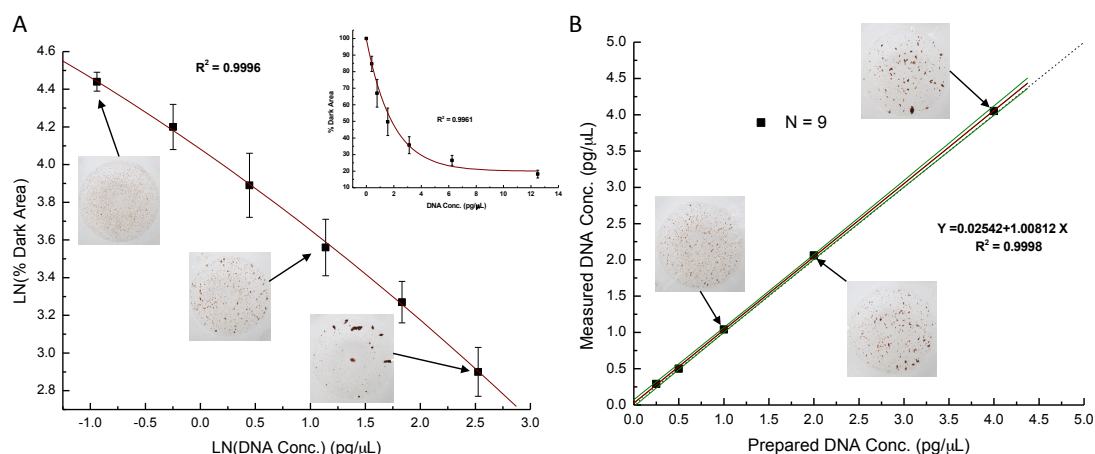 A
4.6
4.4
4.2
4.0
3.8
3.6
3.4
3.2
3.0
2.8
LN(% Dark Area)
R² = 0.9996
-1.0 -0.5 0.0 0.5 1.0 1.5 2.0 2.5 3.0
LN(DNA Conc.) (pg/μL)
100
90
80
70
60
50
40
30
20
10
% Dark Area
R² = 0.9961
0 2 4 6 8 10 12 14
DNA Conc. (pg/μL)
B
5.0
4.5
4.0
3.5
3.0
2.5
2.0
1.5
1.0
0.5
0.0
Measured DNA Conc. (pg/μL)
N = 9
Y =0.02542+1.00812 X
R² = 0.9998
0.0 0.5 1.0 1.5 2.0 2.5 3.0 3.5 4.0 4.5 5.0
Prepared DNA Conc. (pg/μL)